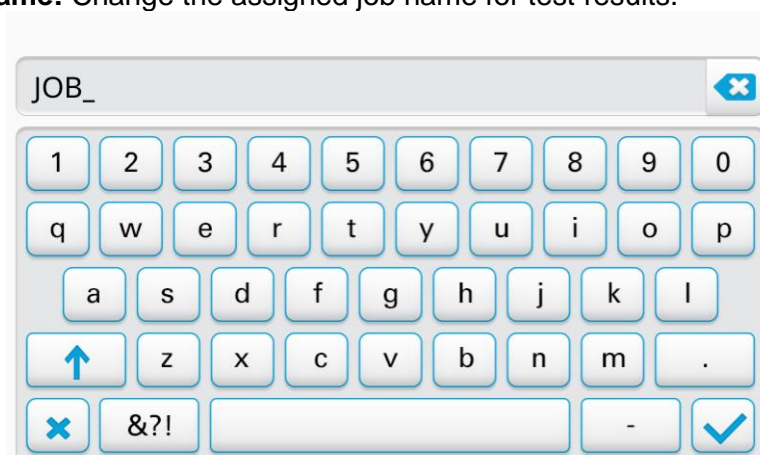 ame: Change the assigned job name for test results.
JOB_
1 2 3 4 5 6 7 8 9 0
q w e r t y u i o p
a s d f g h j k l
z x c v b n m .
&?! -